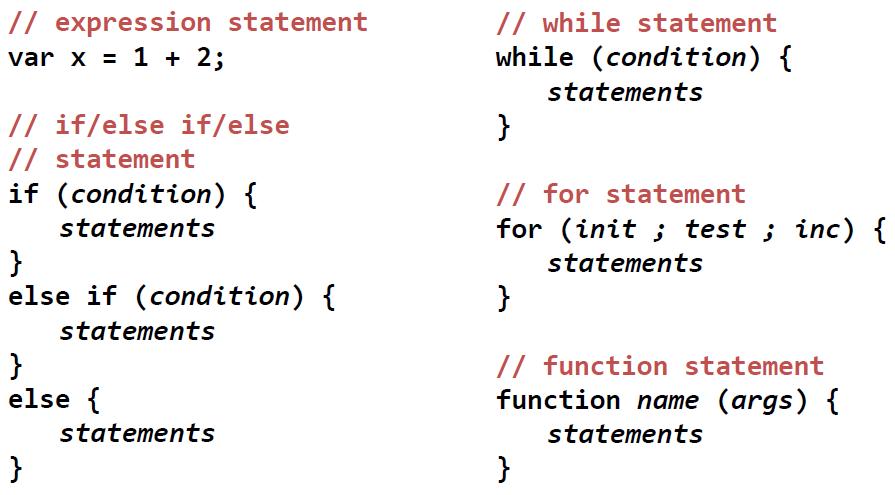 // expression statement
var x = 1 + 2;
// if/else if/else
// statement
if (condition) {
statements
}
else if (condition) {
statements
}
else {
statements
}
// while statement
while (condition) {
statements
}
// for statement
for (init ; test ; inc) {
statements
}
// function statement
function name (args) {
statements
}